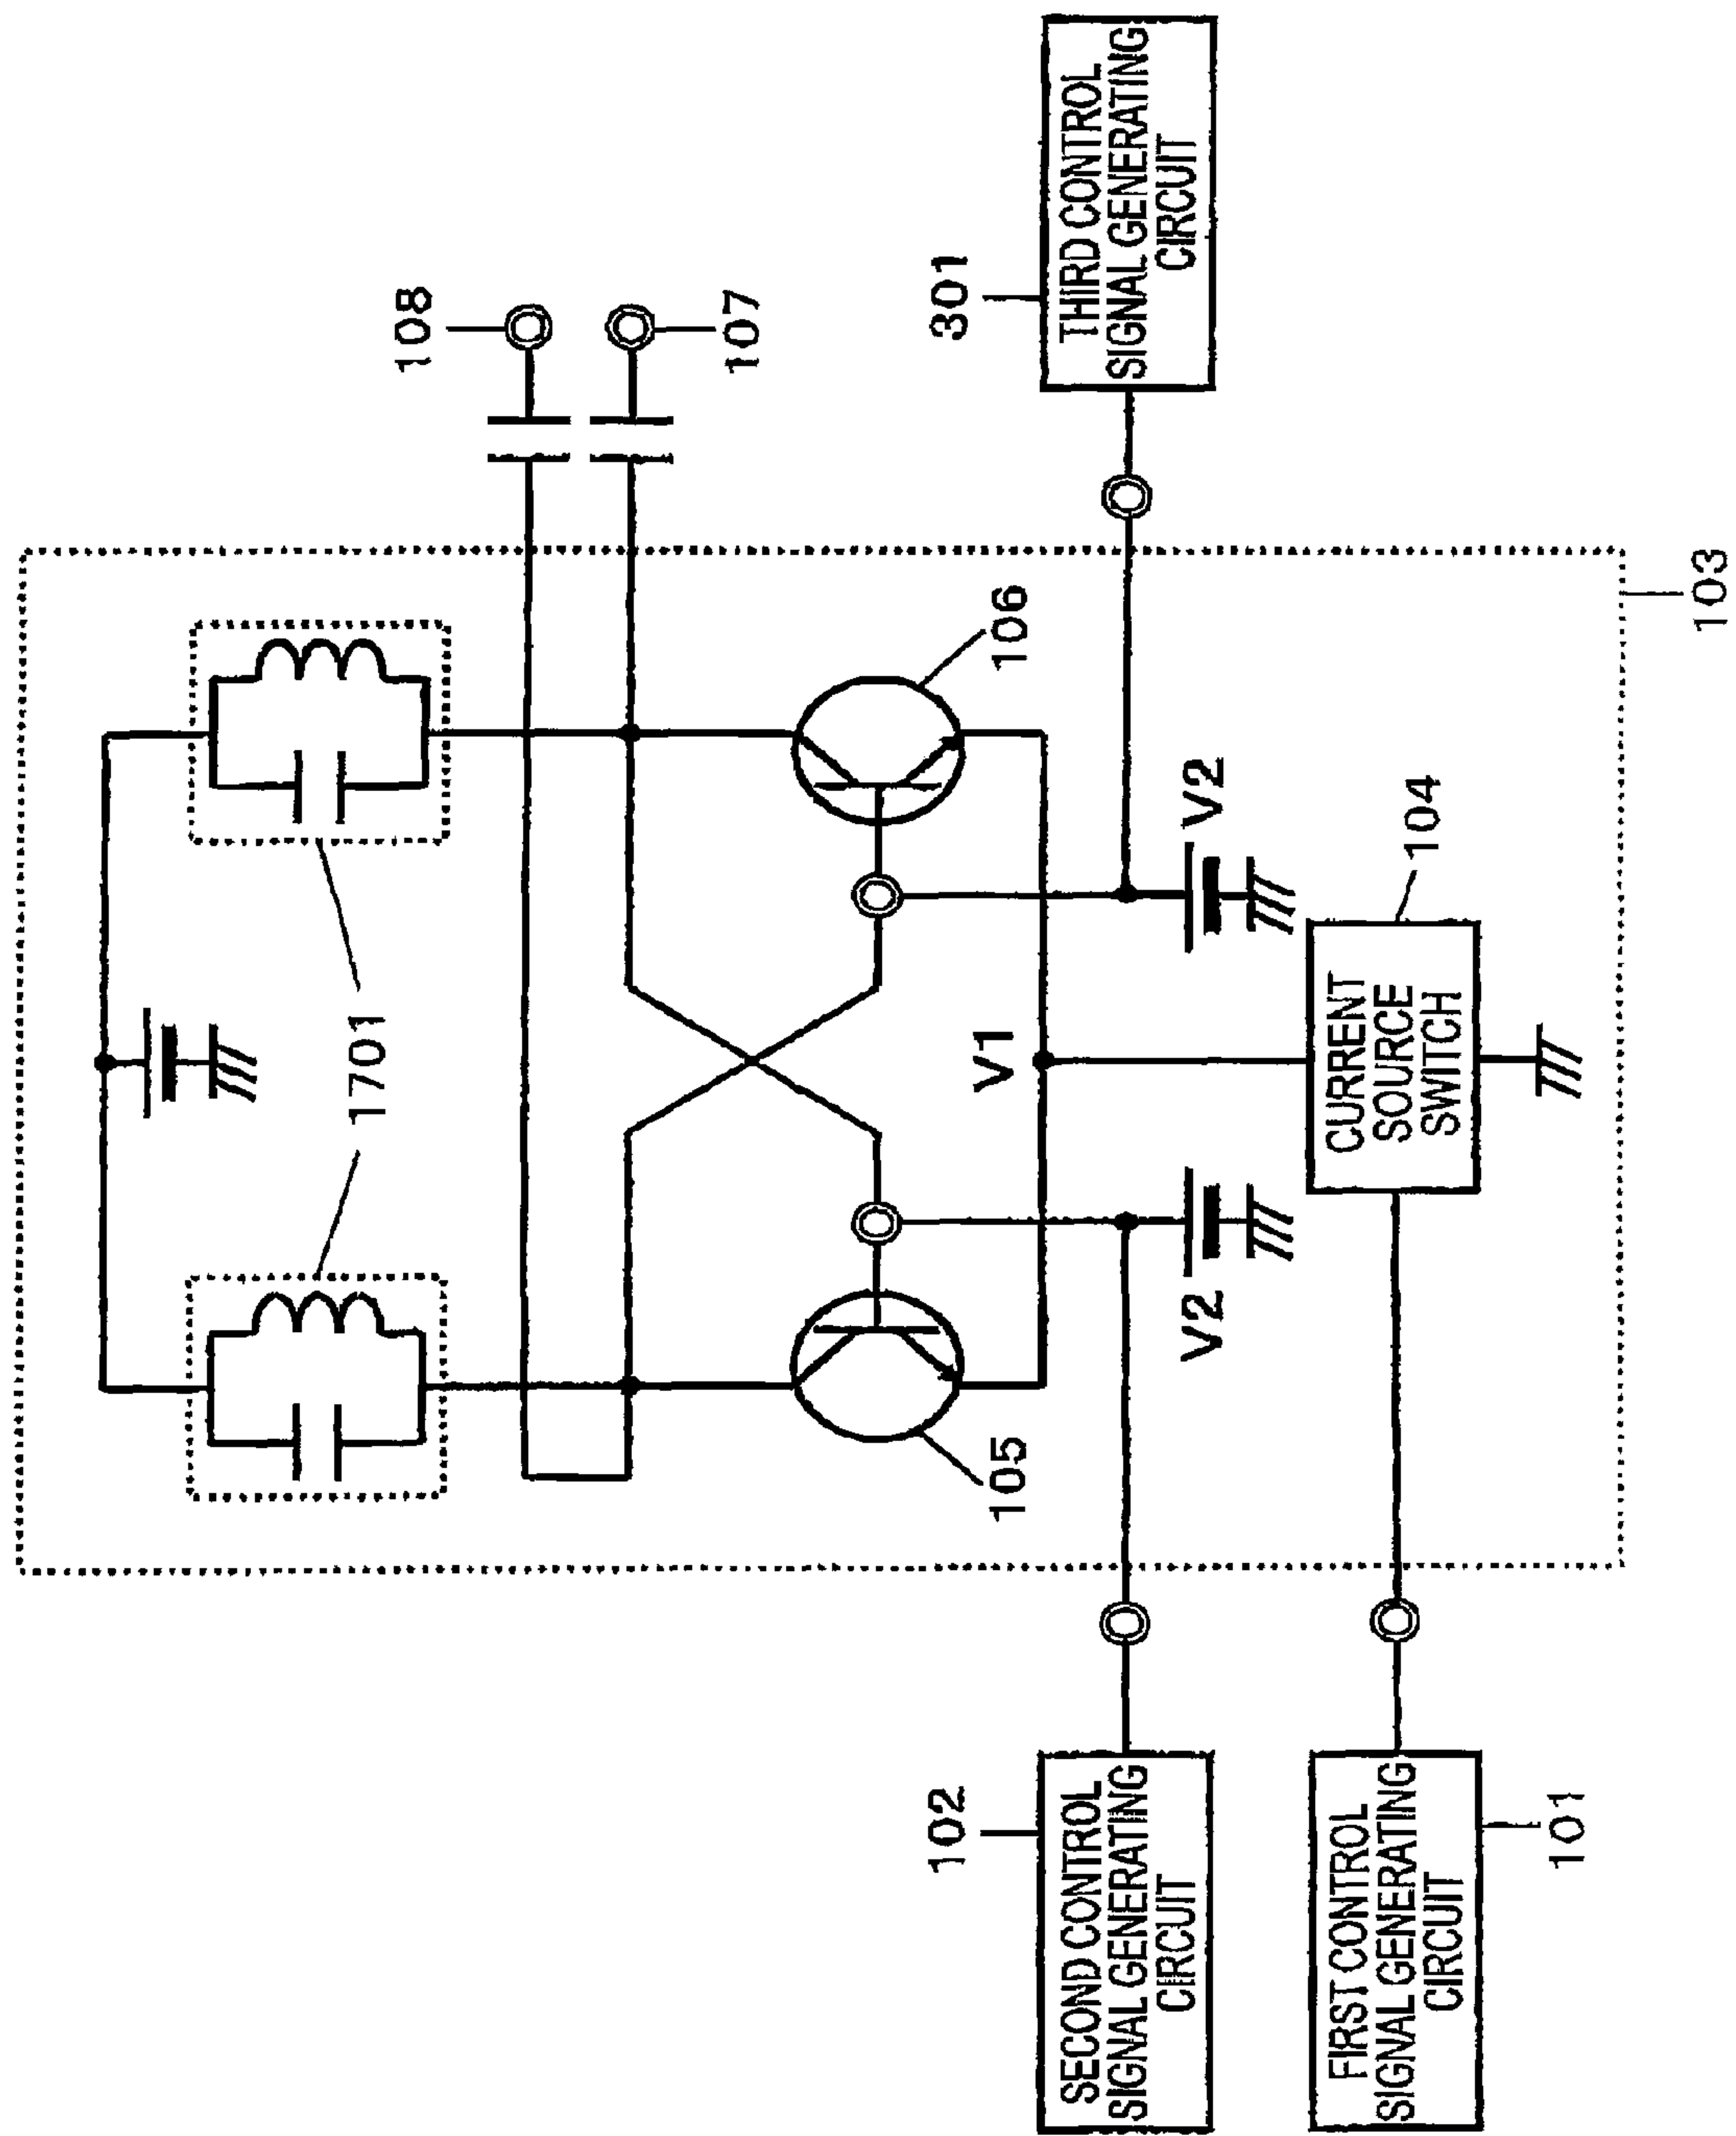 1701
108
107
105
106
V1
V2
V2
102
SECOND CONTROL
SIGNAL GENERATING
CIRCUIT
301
THIRD CONTROL
SIGNAL GENERATING
CIRCUIT
FIRST CONTROL
SIGNAL GENERATING
CIRCUIT
101
CURRENT
SOURCE
SWITCH
104
103